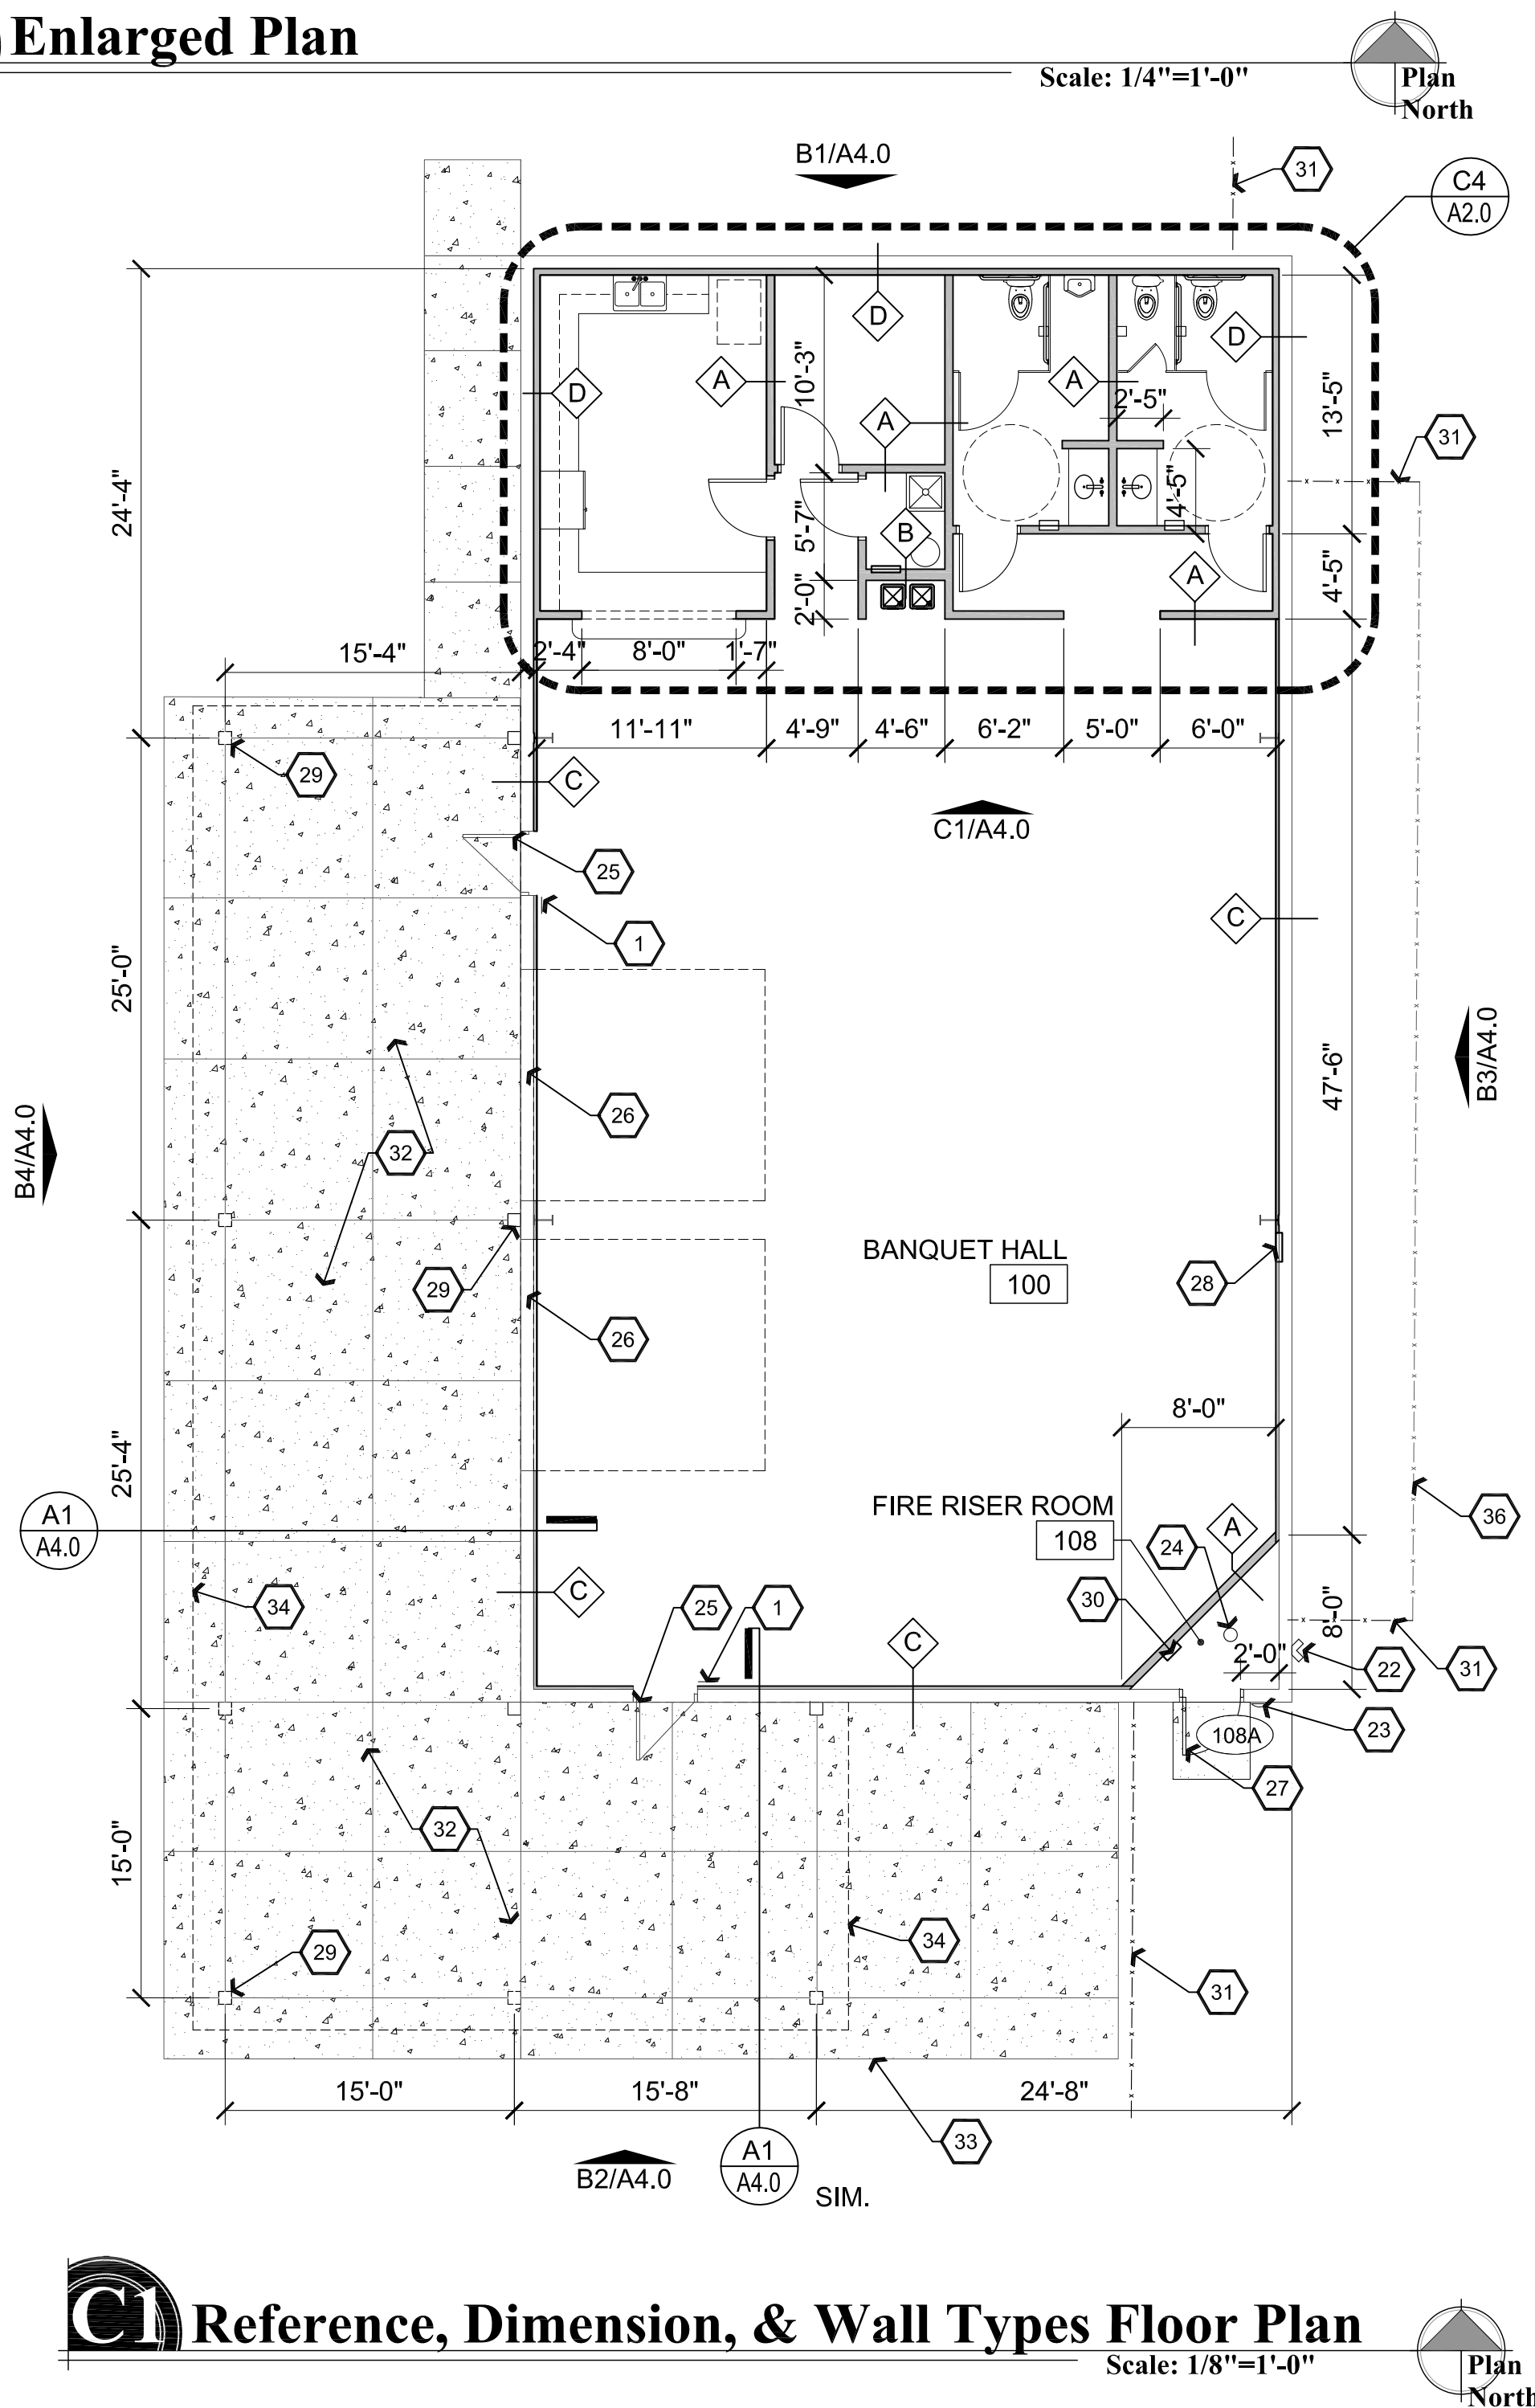 Enlarged Plan
Scale: 1/4"=1'-0"
Plan
North
B1/A4.0
31
C4
A2.0
D
D
A
10'-3"
A
A
D
2'-5"
13'-5"
31
24'-4"
4'-5"
5'-7"
B
A
4'-5"
2'-0"
15'-4"
2'-4"
8'-0"
1'-7"
11'-11"
4'-9"
4'-6"
6'-2"
5'-0"
6'-0"
29
C
C1/A4.0
25
C
1
25'-0"
47'-6"
B3/A4.0
26
B4/A4.0
32
BANQUET HALL
100
29
28
26
8'-0"
25'-4"
A1
A4.0
FIRE RISER ROOM
108
24
A
36
C
34
25
1
30
C
8'-0"
2'-0"
22
31
23
108A
27
32
15'-0"
29
34
31
15'-0"
15'-8"
24'-8"
33
B2/A4.0
A1
A4.0
SIM.
C1
Reference, Dimension, & Wall Types Floor Plan
Scale: 1/8"=1'-0"
Plan
North